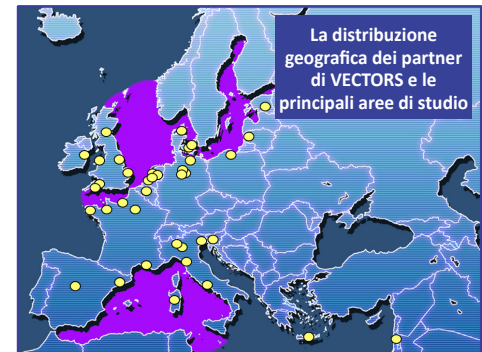 La distribuzione
geografica dei partner
di VECTORS e le
principali aree di studio